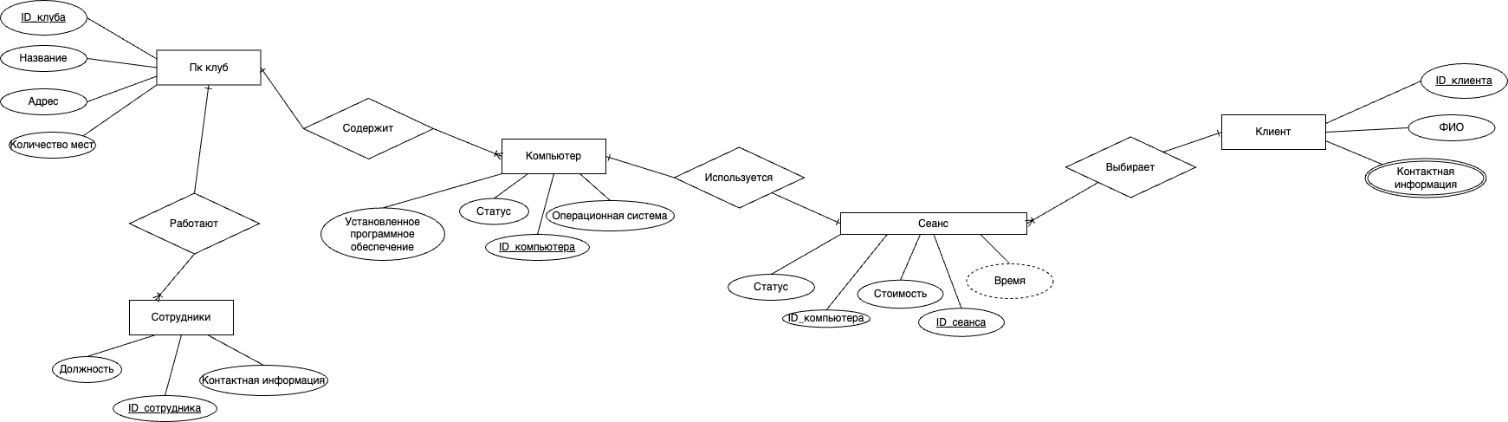 ID_клуба
Название
Адрес
Количество мест
Пк клуб
Содержит
Работают
Компьютер
Установленное
программное
обеспечение
Статус
ID_компьютера
Операционная система
Используется
Сеанс
Статус
ID_компьютера
Стоимость
ID_сеанса
Время
Выбирает
Клиент
ID_клиента
ФИО
Контактная
информация
Сотрудники
Должность
ID_сотрудника
Контактная информация